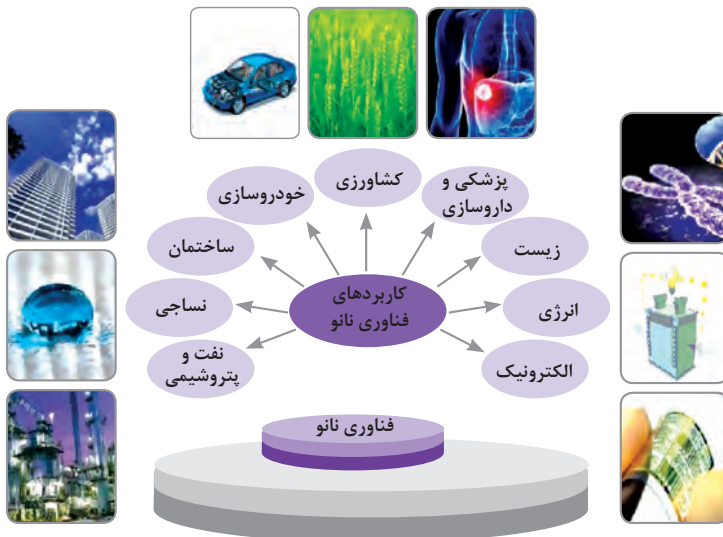 کشاورزی
پزشکی و
داروسازی
خودروسازی
زیست
ساختمان
کاربردهای
فناوری نانو
انرژی
نساجی
نفت و
پتروشیمی
الکترونیک
فناوری نانو